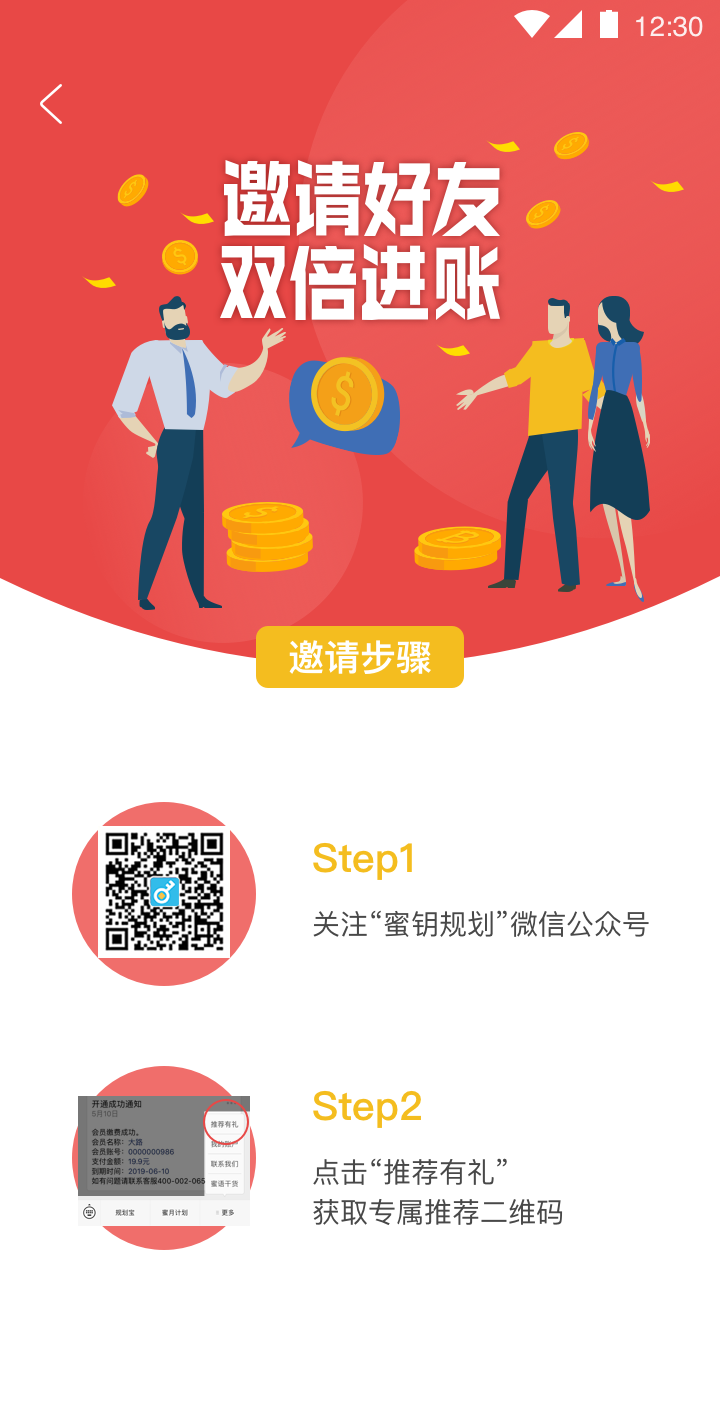 12:30
邀请好友
双倍进账
邀请步骤
Step1
关注“蜜钥规划”微信公众号
开通成功通知
5月10日
会员缴费成功。
会员名称：大路
会员账号：0000000986
支付金额：19.9元
到期时间：2019-06-10
如有问题请联系客服400-002-065
推荐有礼
我的账户
联系我们
蜜语干货
规划宝
蜜月计划
更多
Step2
点击“推荐有礼”
获取专属推荐二维码